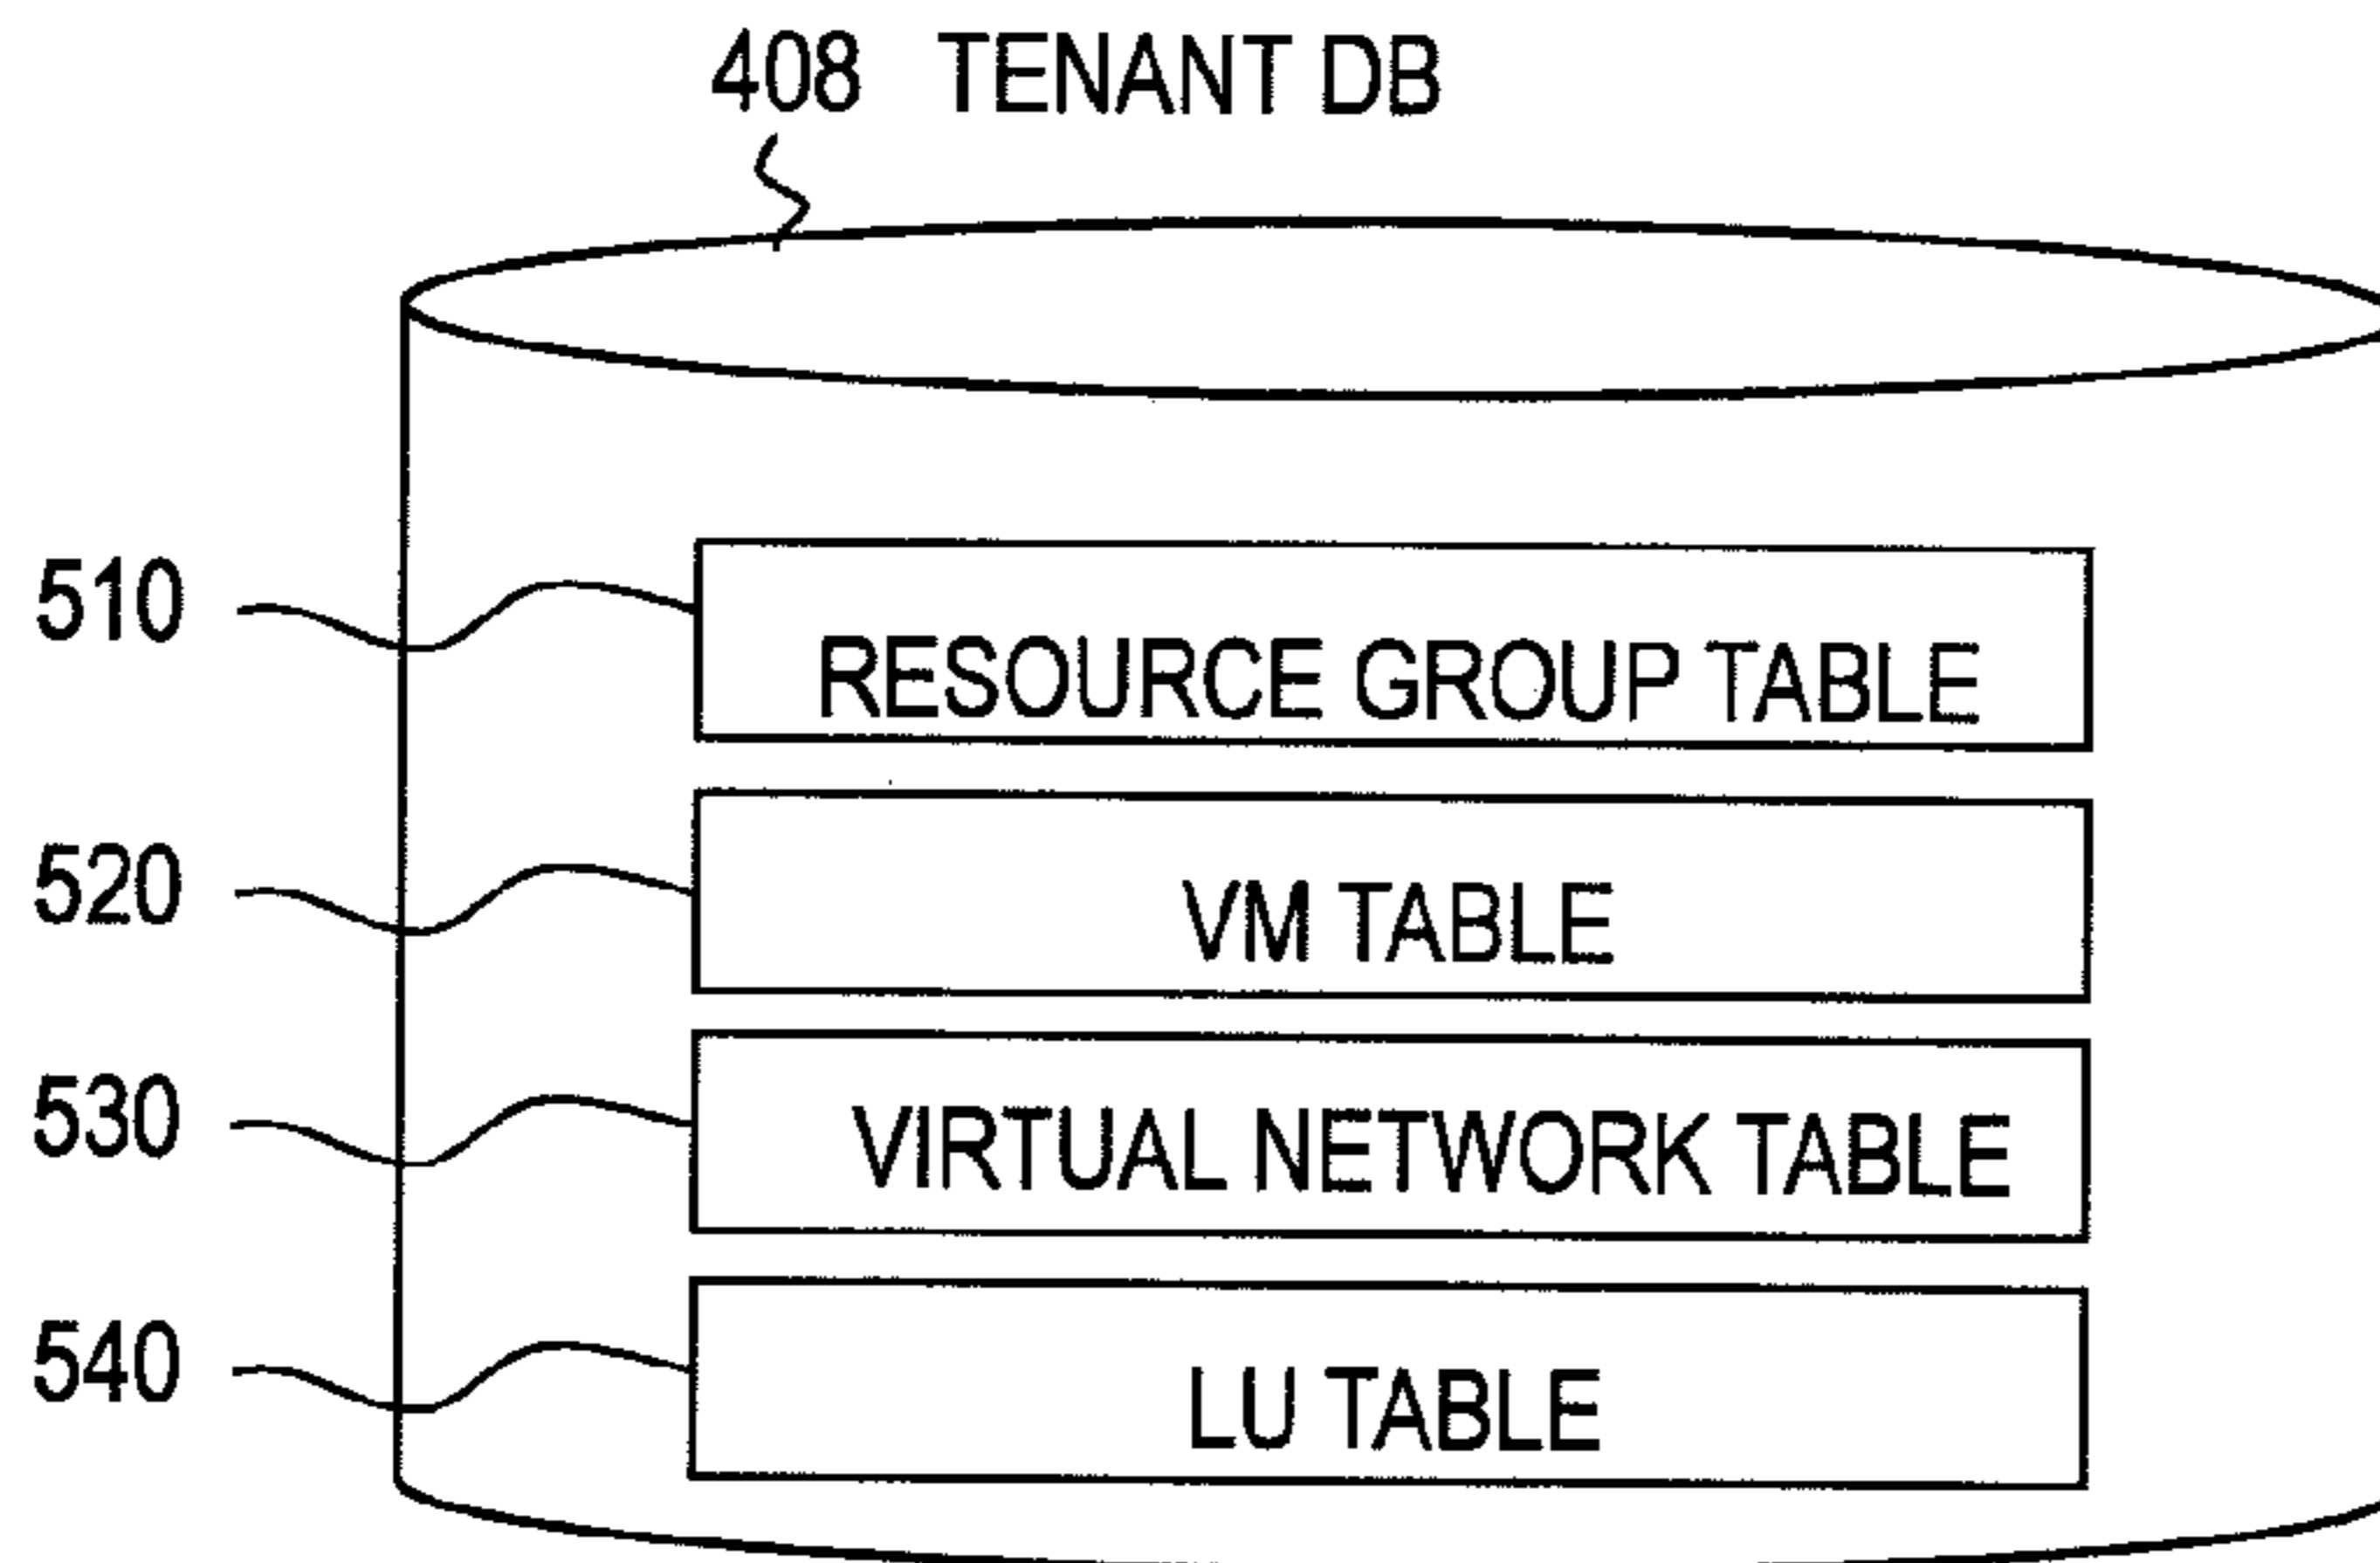 408 TENANT DB
510
RESOURCE GROUP TABLE
520
VM TABLE
530
VIRTUAL NETWORK TABLE
540
LU TABLE